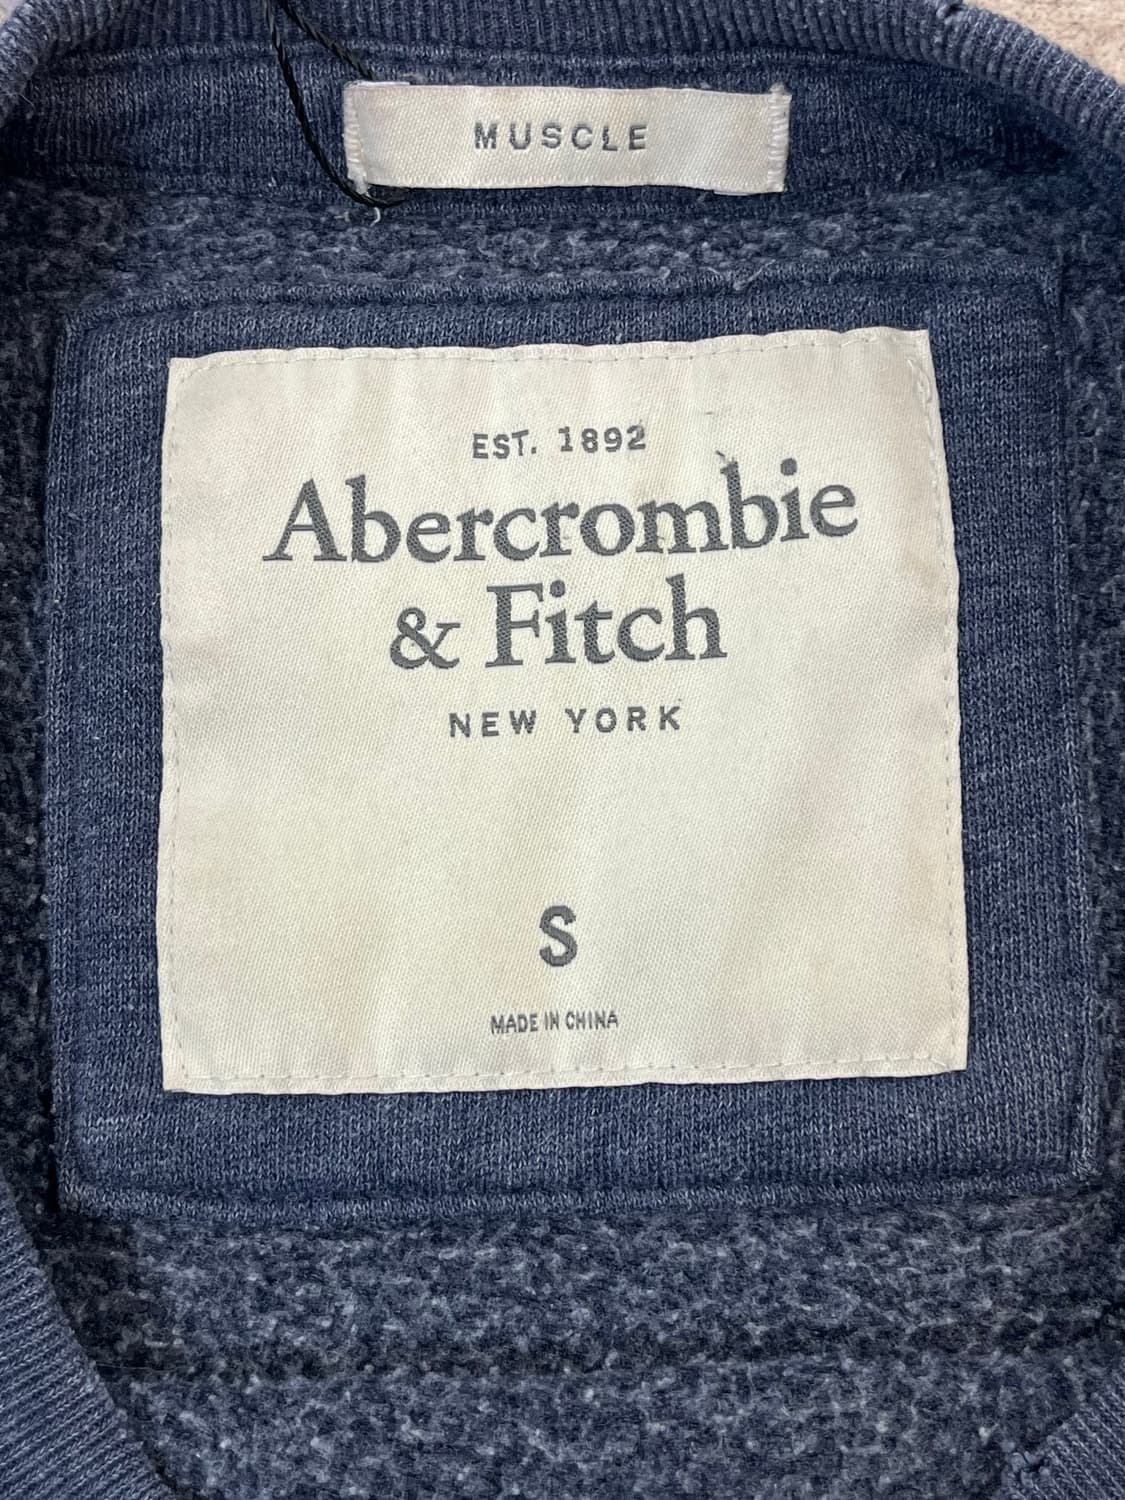 MUSCLE
EST. 1892
Abercrombie
& Fitch
NEW YORK
S
MADE IN CHINA